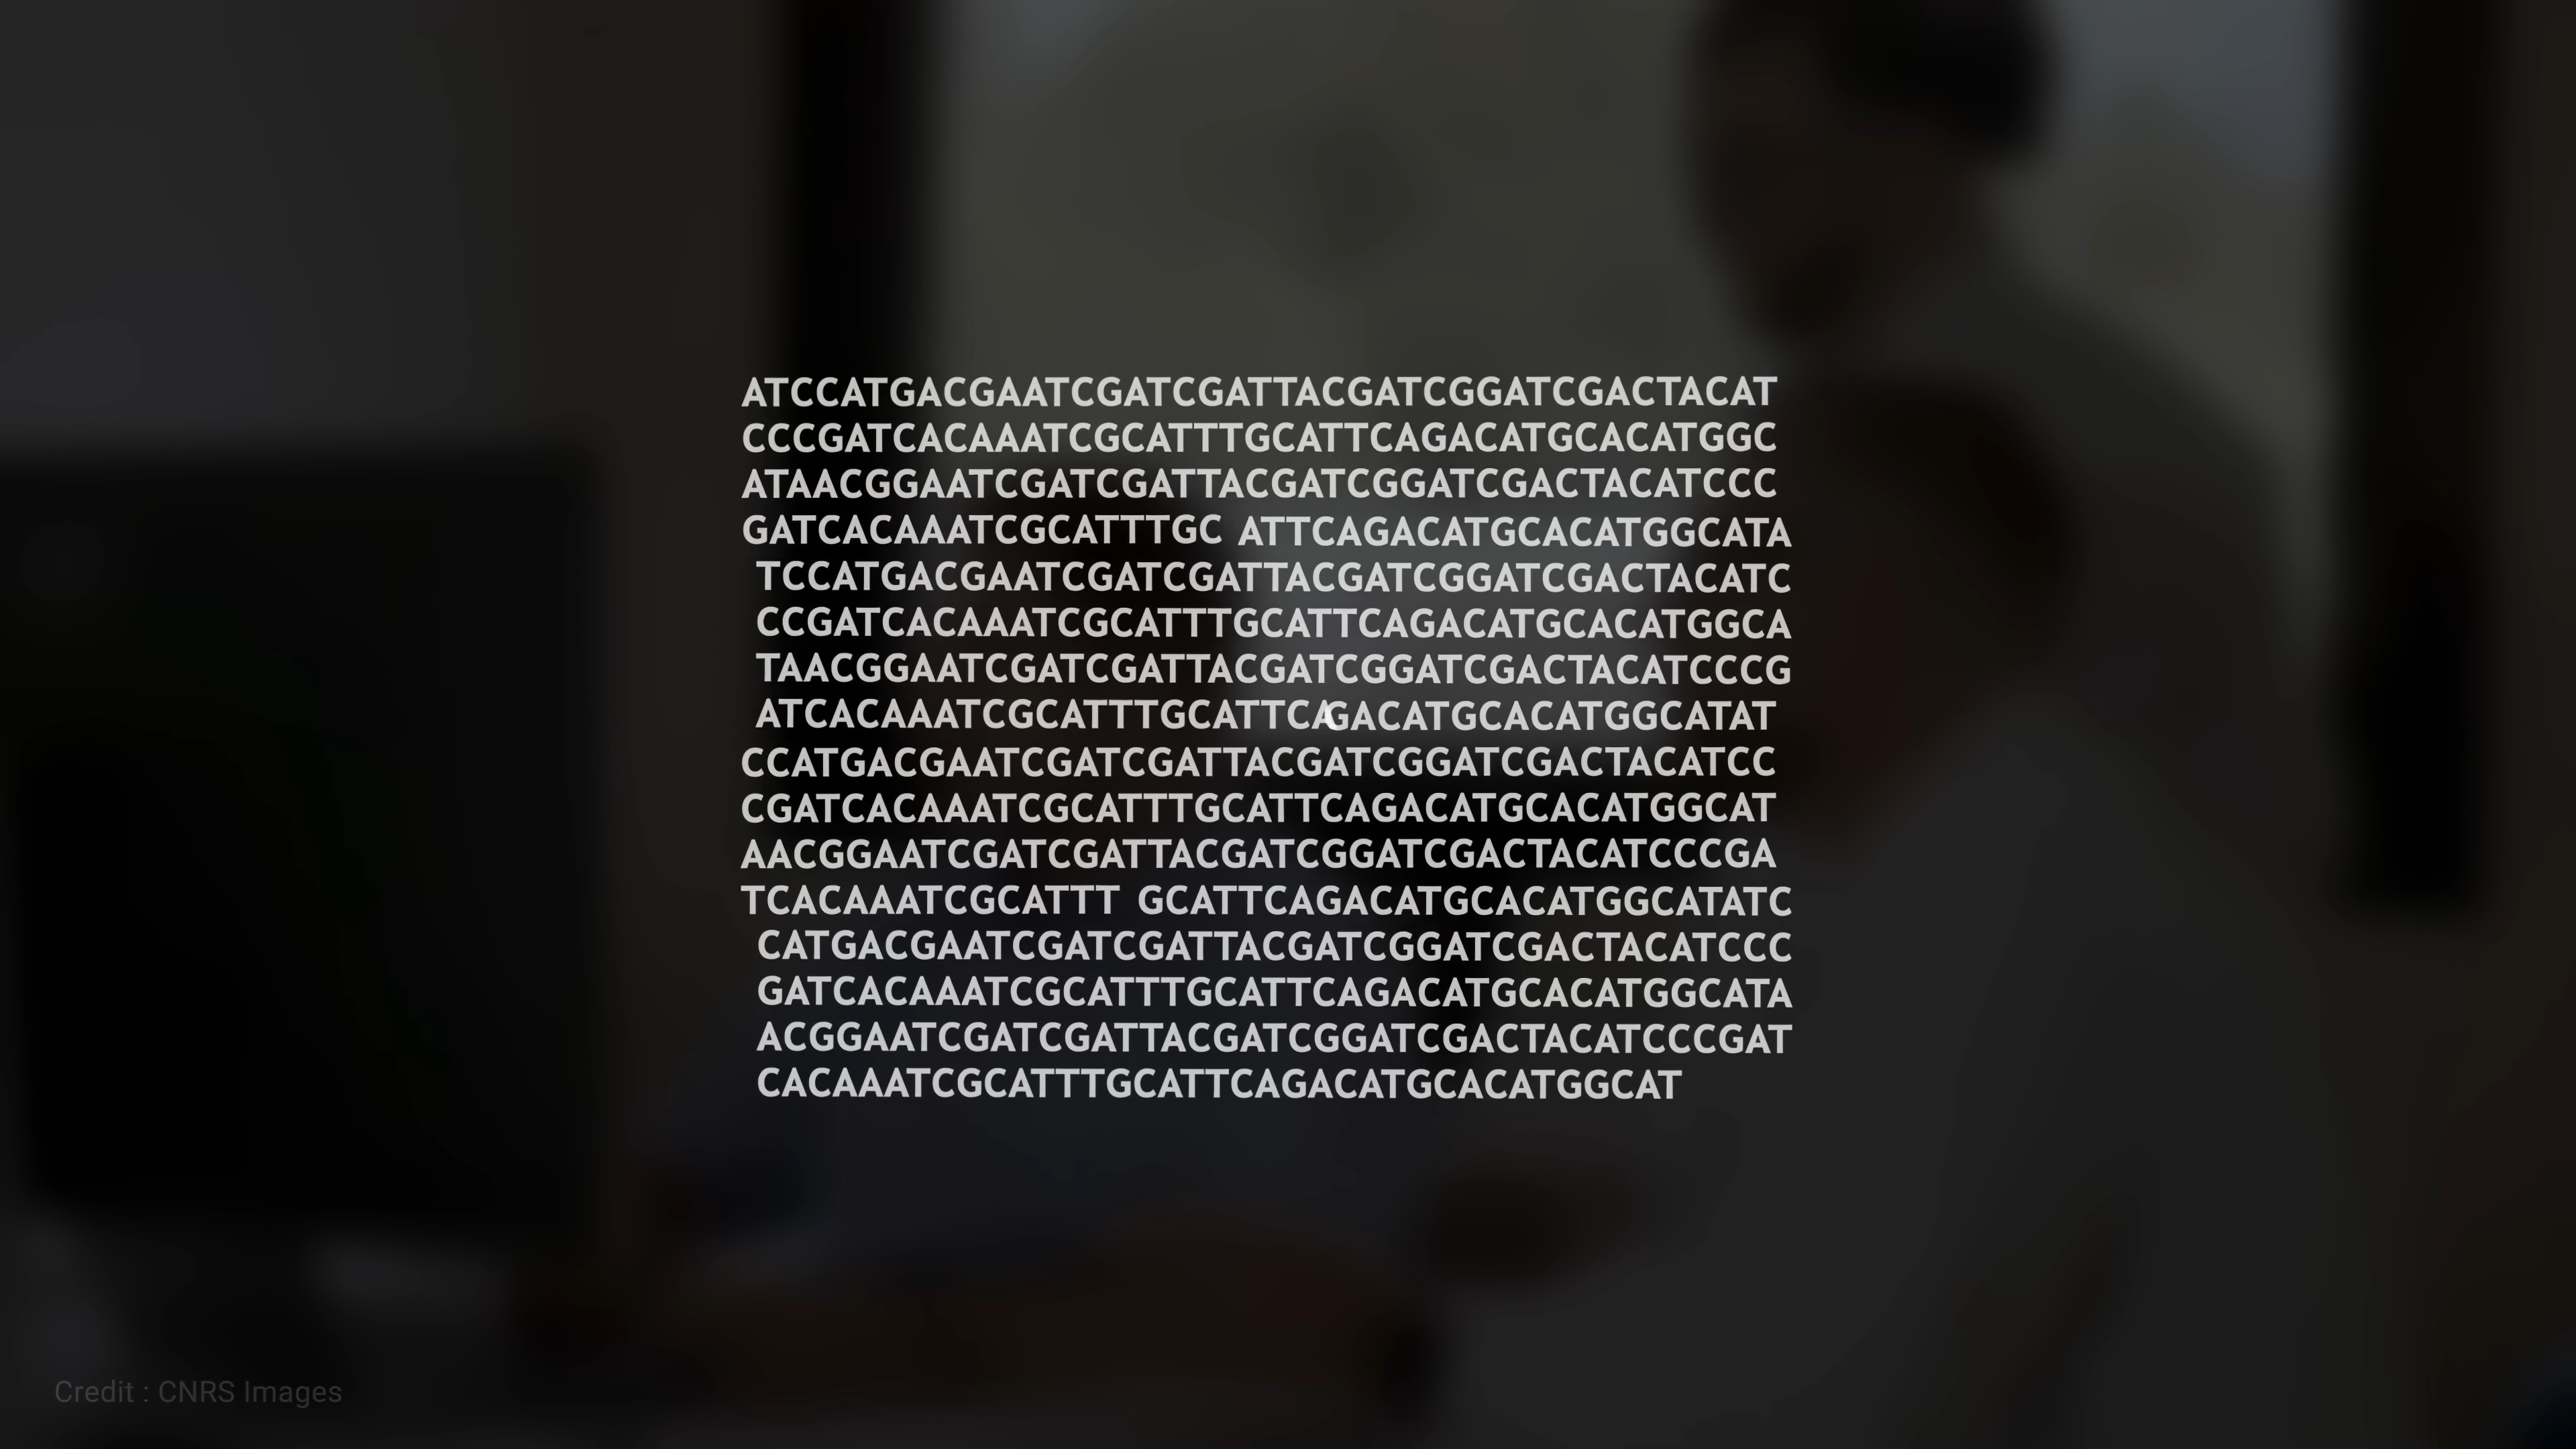 ATCCATGACGAATCGATCGATTACGATCGGATCGACTACAT
CCCGATCACAAATCGCATTTGCATTCAGACATGCACATGGC
ATAACGGAATCGATCGATTACGATCGGATCGACTACATCCC
GATCACAAATCGCATTTGC ATTCAGACATGCACATGGCATA
TCCATGACGAATCGATCGATTACGATCGGATCGACTACATC
CCGATCACAAATCGCATTTGCATTCAGACATGCACATGGCA
TAACGGAATCGATCGATTACGATCGGATCGACTACATCCCG
ATCACAAATCGCATTTGCATTCAGACATGCACATGGCATAT
CCATGACGAATCGATCGATTACGATCGGATCGACTACATCC
CGATCACAAATCGCATTTGCATTCAGACATGCACATGGCAT
AACGGAATCGATCGATTACGATCGGATCGACTACATCCCGA
TCACAAATCGCATTT GCATTCAGACATGCACATGGCATATC
CATGACGAATCGATCGATTACGATCGGATCGACTACATCCC
GATCACAAATCGCATTTGCATTCAGACATGCACATGGCATA
ACGGAATCGATCGATTACGATCGGATCGACTACATCCCGAT
CACAAATCGCATTTGCATTCAGACATGCACATGGCAT
Credit : CNRS Images